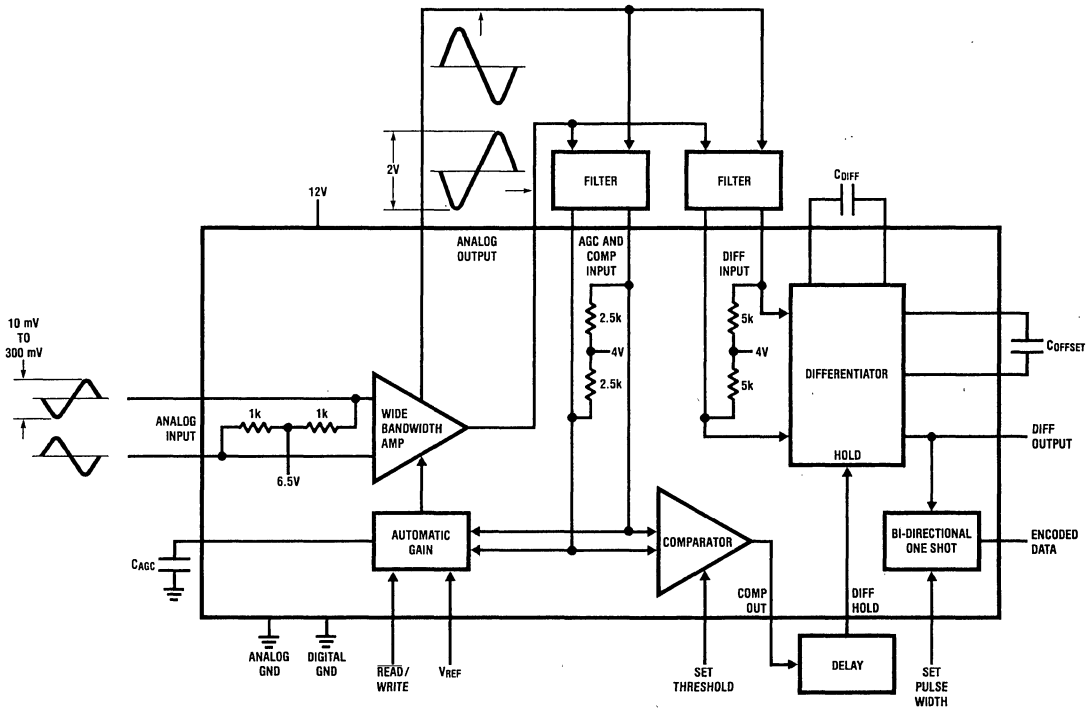 2V
FILTER
FILTER
CDIFF
12V
ANALOG
OUTPUT
AGC AND
COMP
INPUT
DIFF
INPUT
2.5k
4V
2.5k
5k
4V
5k
DIFFERENTIATOR
HOLD
COFFSET
10 mV
TO
300 mV
ANALOG
INPUT
1k
1k
6.5V
WIDE
BANDWIDTH
AMP
DIFF
OUTPUT
AUTOMATIC
GAIN
COMPARATOR
BI-DIRECTIONAL
ONE SHOT
ENCODED
DATA
CAGC
COMP
OUT
DIFF
HOLD
ANALOG
GND
DIGITAL
GND
READ/
WRITE
VREF
SET
THRESHOLD
DELAY
SET
PULSE
WIDTH